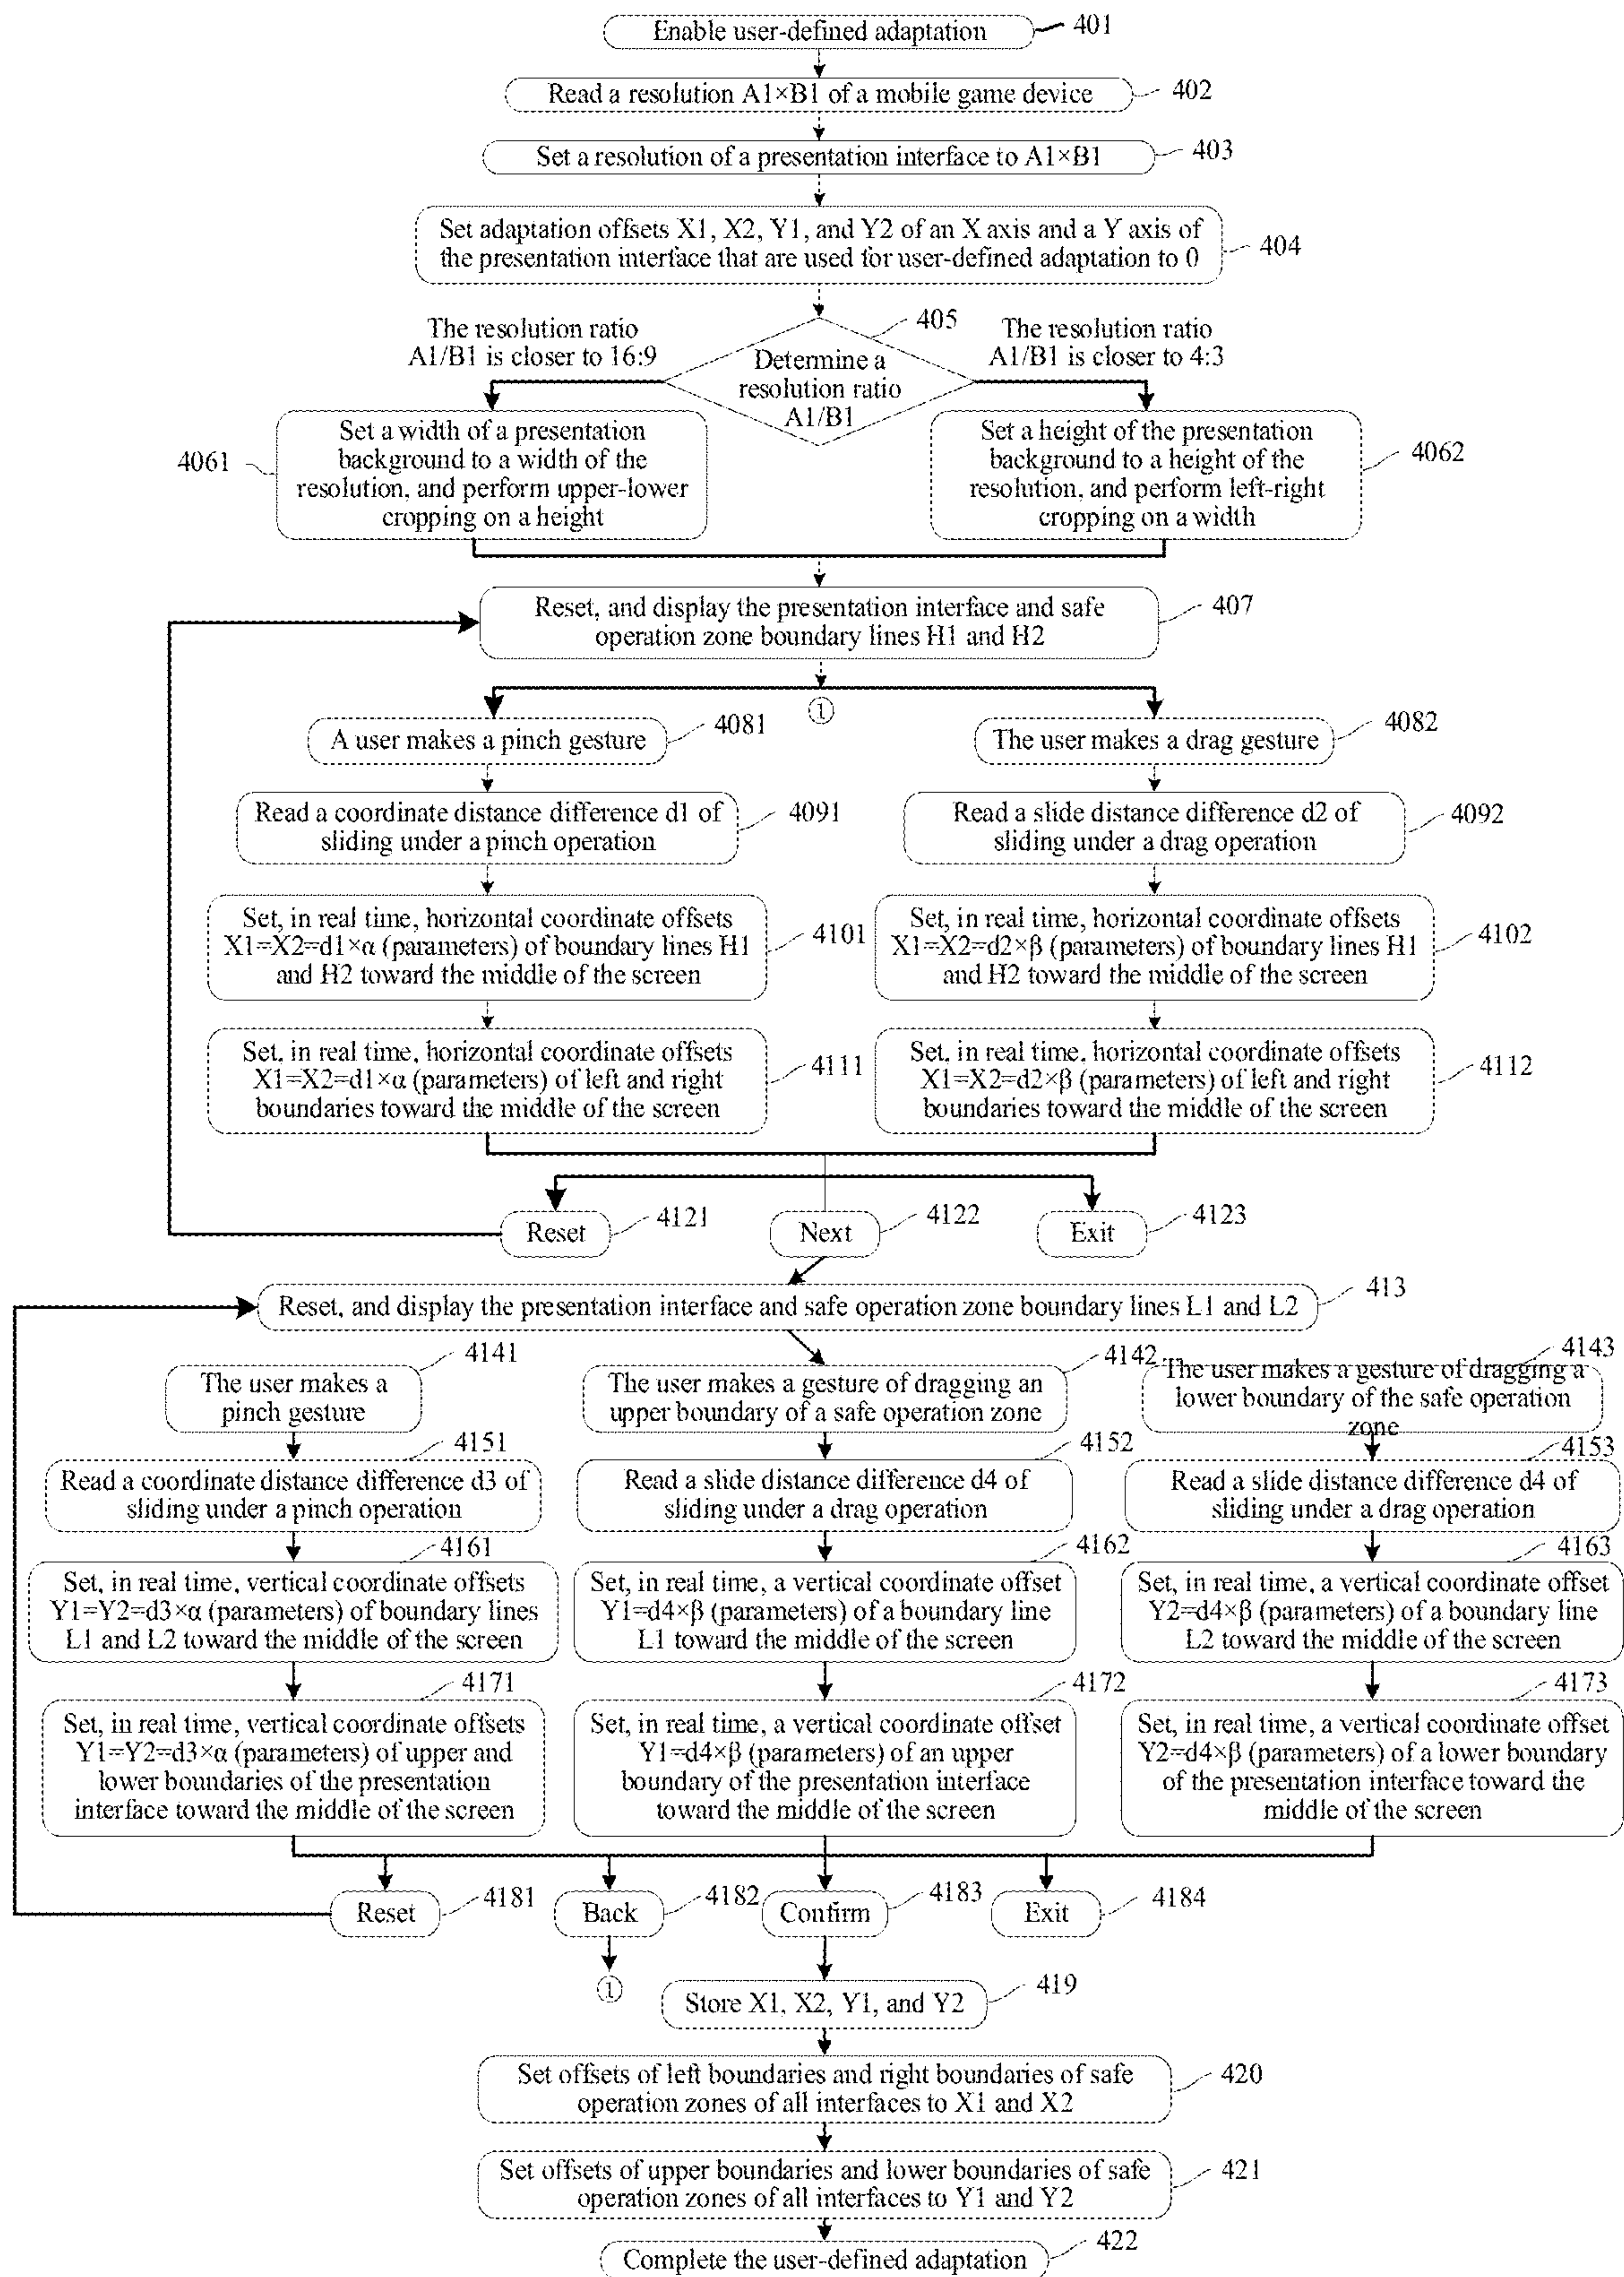 Enable user-defined adaptation
401
Read a resolution A1×B1 of a mobile game device
402
Set a resolution of a presentation interface to A1×B1
403
Set adaptation offsets X1, X2, Y1, and Y2 of an X axis and a Y axis of
the presentation interface that are used for user-defined adaptation to 0
404
The resolution ratio
A1/B1 is closer to 16:9
405
Determine a
resolution ratio
A1/B1
The resolution ratio
A1/B1 is closer to 4:3
4061
Set a width of a presentation
background to a width of the
resolution, and perform upper-lower
cropping on a height
Set a height of the presentation
background to a height of the
resolution, and perform left-right
cropping on a width
4062
Reset, and display the presentation interface and safe
operation zone boundary lines H1 and H2
407
①
A user makes a pinch gesture
4081
The user makes a drag gesture
4082
Read a coordinate distance difference d1 of
sliding under a pinch operation
4091
Read a slide distance difference d2 of
sliding under a drag operation
4092
Set, in real time, horizontal coordinate offsets
X1=X2=d1×α (parameters) of boundary lines H1
and H2 toward the middle of the screen
4101
Set, in real time, horizontal coordinate offsets
X1=X2=d2×β (parameters) of boundary lines H1
and H2 toward the middle of the screen
4102
Set, in real time, horizontal coordinate offsets
X1=X2=d1×α (parameters) of left and right
boundaries toward the middle of the screen
4111
Set, in real time, horizontal coordinate offsets
X1=X2=d2×β (parameters) of left and right
boundaries toward the middle of the screen
4112
Reset
4121
Next
4122
Exit
4123
Reset, and display the presentation interface and safe operation zone boundary lines L1 and L2
413
4141
The user makes a
pinch gesture
4142
The user makes a gesture of dragging an
upper boundary of a safe operation zone
4143
The user makes a gesture of dragging a
lower boundary of the safe operation
zone
4151
Read a coordinate distance difference d3 of
sliding under a pinch operation
4152
Read a slide distance difference d4 of
sliding under a drag operation
4153
Read a slide distance difference d4 of
sliding under a drag operation
4161
Set, in real time, vertical coordinate offsets
Y1=Y2=d3×α (parameters) of boundary lines
L1 and L2 toward the middle of the screen
4162
Set, in real time, a vertical coordinate offset
Y1=d4×β (parameters) of a boundary line
L1 toward the middle of the screen
4163
Set, in real time, a vertical coordinate offset
Y2=d4×β (parameters) of a boundary line
L2 toward the middle of the screen
4171
Set, in real time, vertical coordinate offsets
Y1=Y2=d3×α (parameters) of upper and
lower boundaries of the presentation
interface toward the middle of the screen
4172
Set, in real time, a vertical coordinate offset
Y1=d4×β (parameters) of an upper
boundary of the presentation interface
toward the middle of the screen
4173
Set, in real time, a vertical coordinate offset
Y2=d4×β (parameters) of a lower boundary
of the presentation interface toward the
middle of the screen
Reset
4181
Back
4182
Confirm
4183
Exit
4184
①
Store X1, X2, Y1, and Y2
419
Set offsets of left boundaries and right boundaries of safe
operation zones of all interfaces to X1 and X2
420
Set offsets of upper boundaries and lower boundaries of safe
operation zones of all interfaces to Y1 and Y2
421
Complete the user-defined adaptation
422